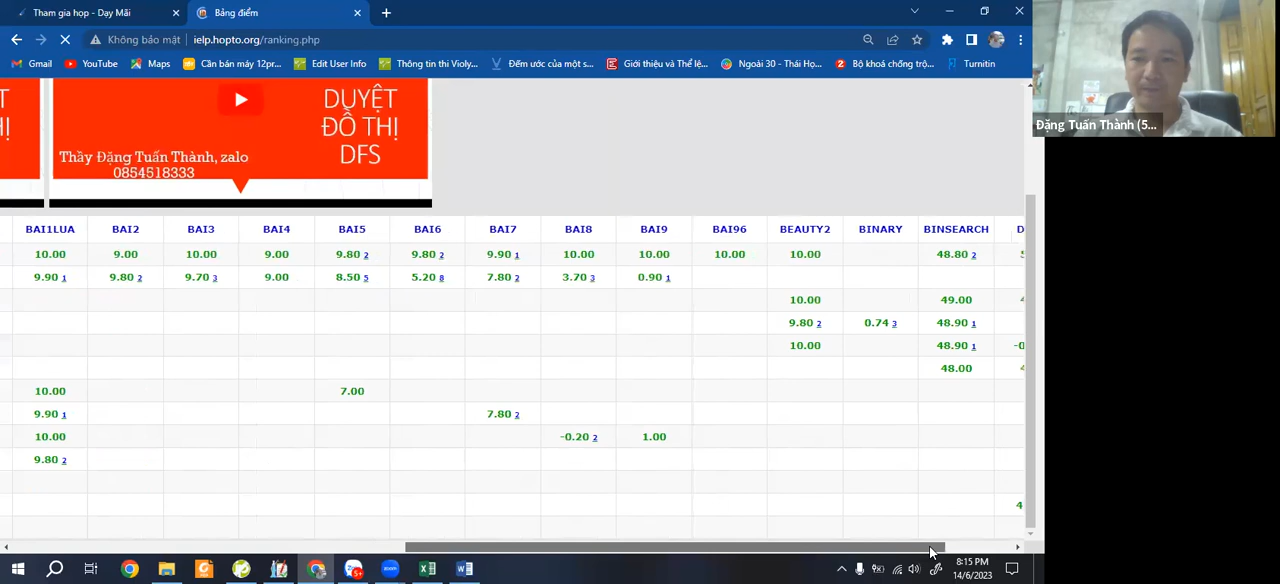 Tham gia họp - Dạy Mãi
Bảng điểm
Không bảo mật
ielp.hopto.org/ranking.php
Gmail
YouTube
Maps
Cần bán máy 12pr...
Edit User Info
Thông tin thi Violy...
Đếm ước của một s...
Giới thiệu và Thể lệ...
Ngoài 30 - Thái Họ...
Bộ khoá chống trộ...
Turnitin
Đặng Tuấn Thành (5...
DUYỆT
ĐỒ THỊ
DFS
Thầy Đặng Tuấn Thành, zalo
0854518333
BAI1LUA BAI2 BAI3 BAI4 BAI5 BAI6 BAI7 BAI8 BAI9 BAI96 BEAUTY2 BINARY BINSEARCH D
10.00 9.00 10.00 9.00 9.80 2 9.80 2 9.90 1 10.00 10.00 10.00 10.00 48.80 2
9.90 1 9.80 2 9.70 3 9.00 8.50 5 5.20 8 7.80 2 3.70 3 0.90 1
10.00 49.00 4
9.80 2 0.74 3 48.90 1
10.00 48.90 1 -0
48.00 4
10.00 7.00
9.90 1 7.80 2
10.00 -0.20 2 1.00
9.80 2
4
8:15 PM
14/6/2023